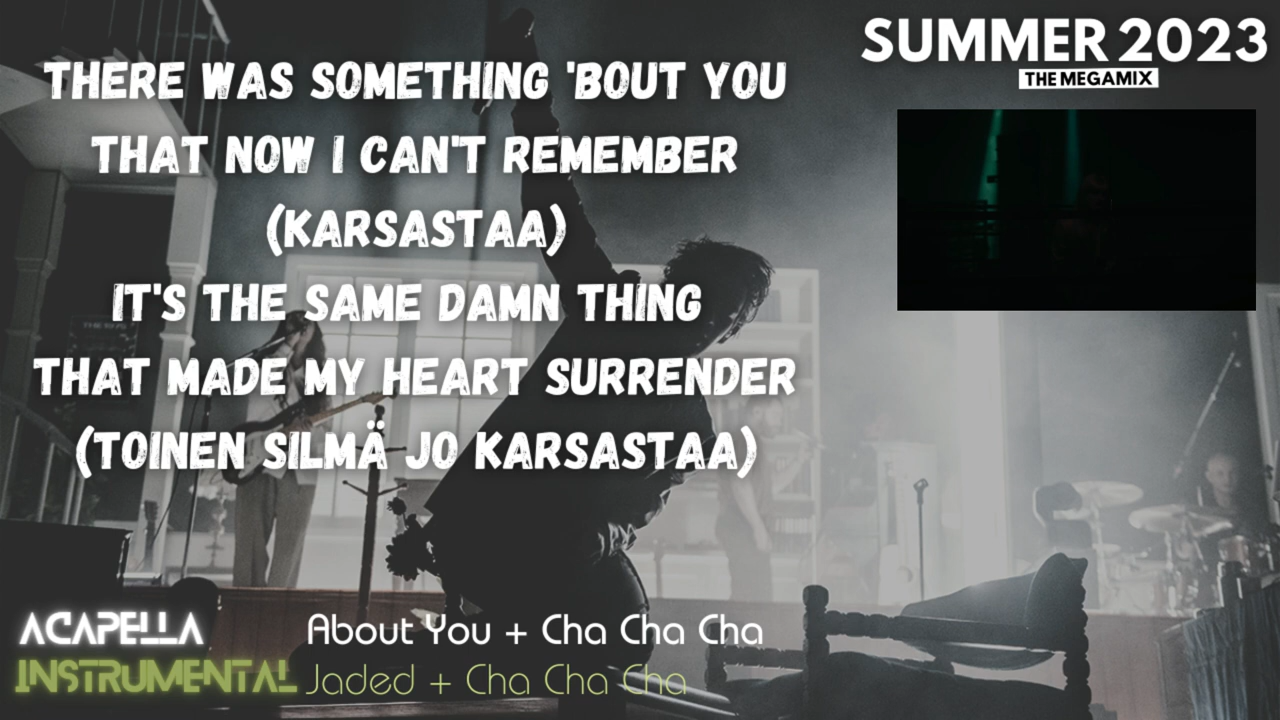 SUMMER 2023
THE MEGAMIX
THERE WAS SOMETHING 'BOUT YOU
THAT NOW I CAN'T REMEMBER
(KARSASTAA)
IT'S THE SAME DAMN THING
THAT MADE MY HEART SURRENDER
(TOINEN SILMÄ JO KARSASTAA)
ACAPELLA
About You + Cha Cha Cha
INSTRUMENTAL
Jaded + Cha Cha Cha